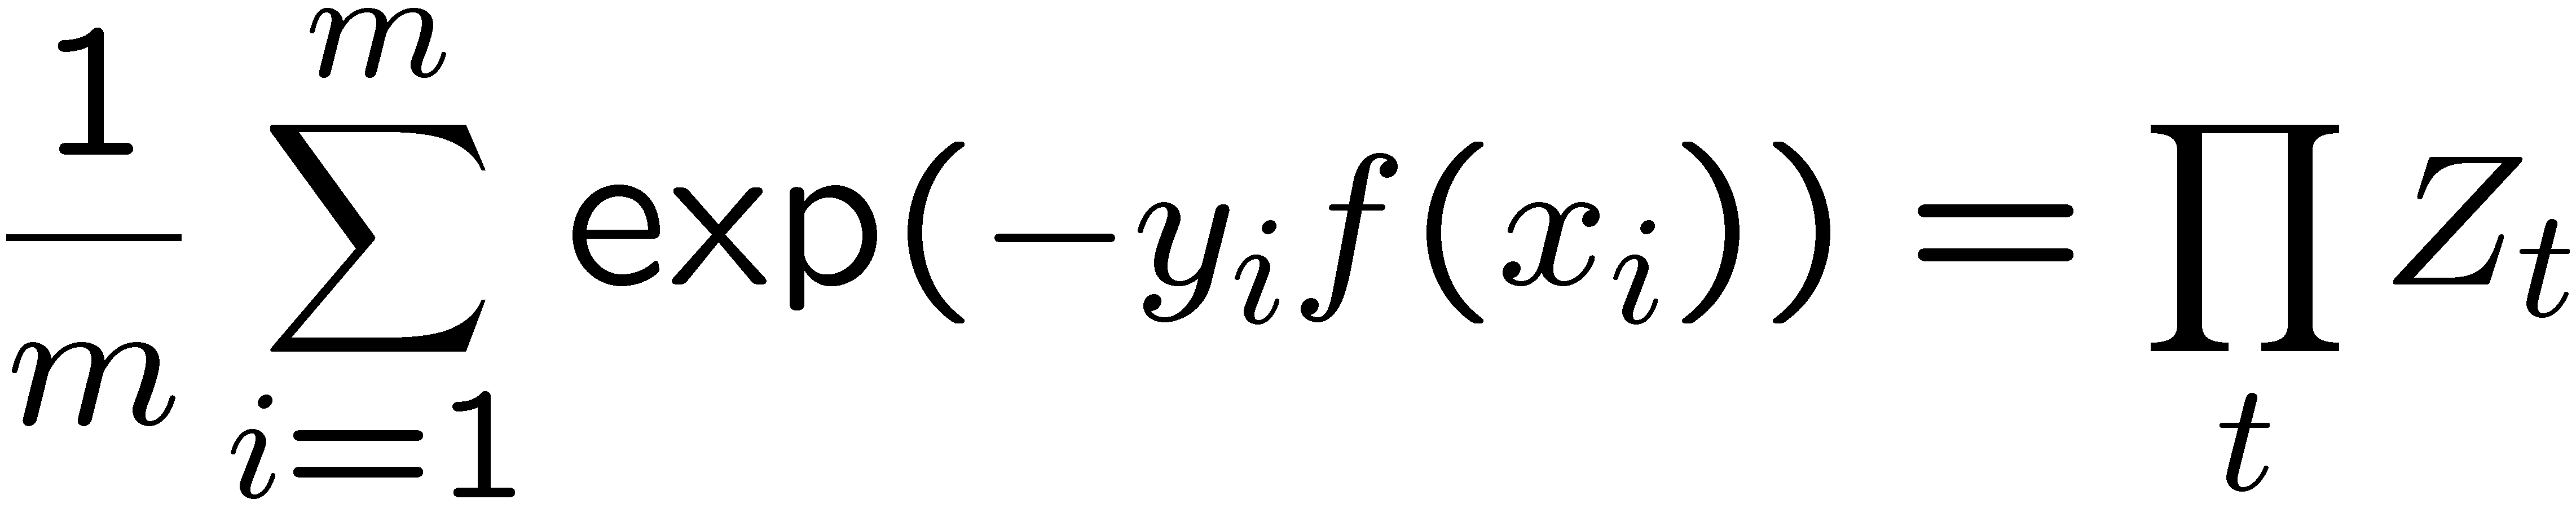 \frac{1}{m} \sum_{i=1}^{m} \exp(-y_i f(x_i)) = \prod_t Z_t